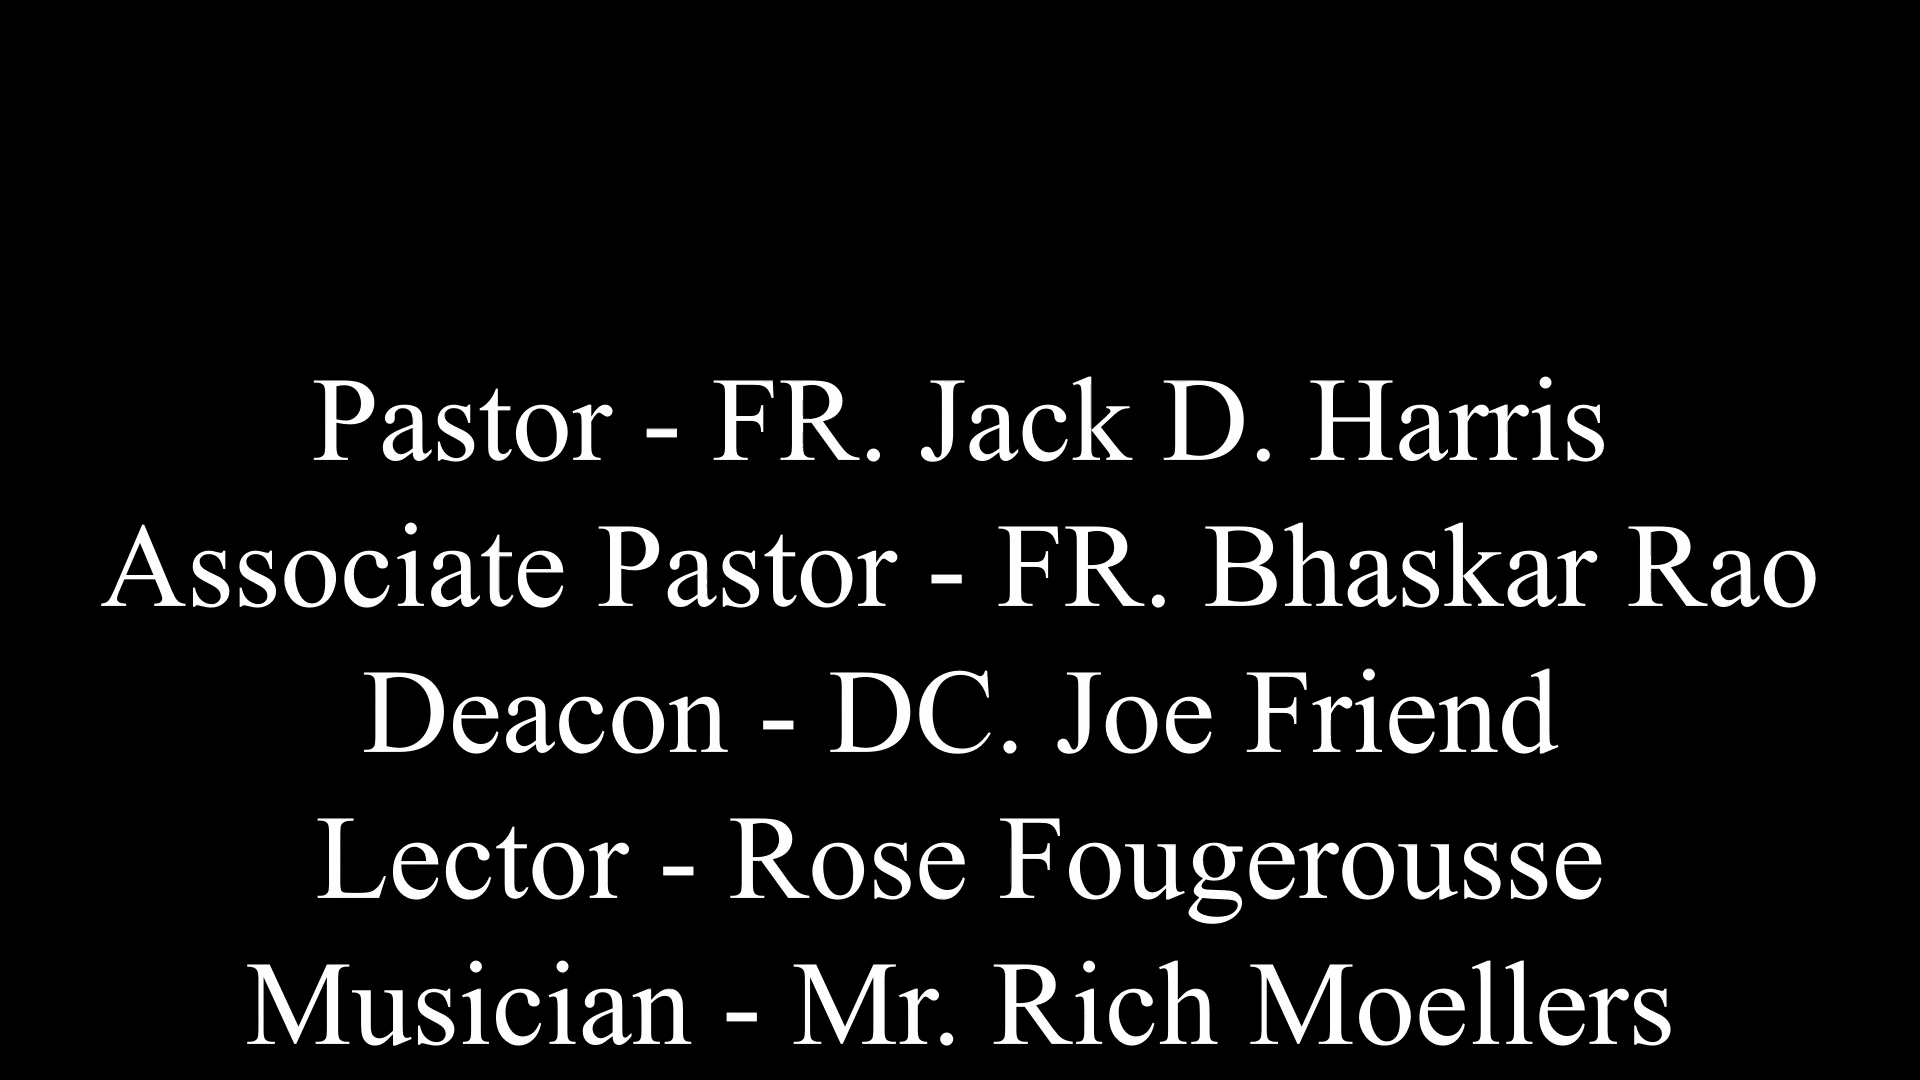 Pastor - FR. Jack D. Harris
Associate Pastor - FR. Bhaskar Rao
Deacon - DC. Joe Friend
Lector - Rose Fougerousse
Musician - Mr. Rich Moellers